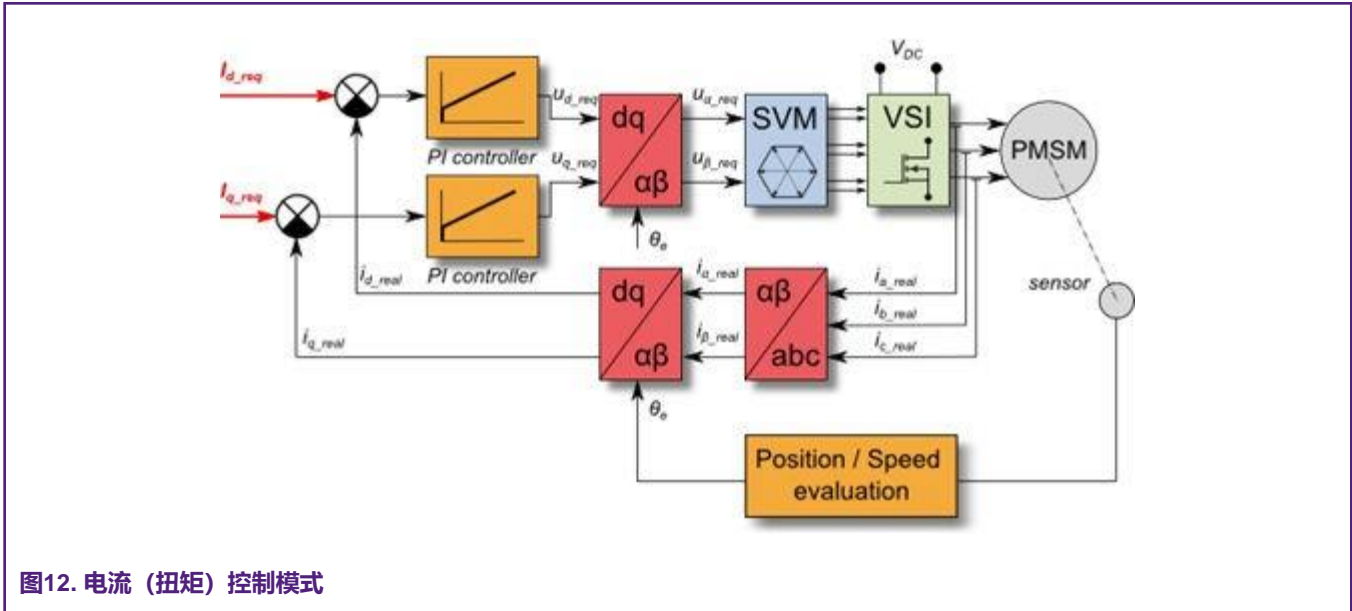 V_DC
I_d_req
u_d_req
u_α_req
dq
αβ
SVM
VSI
PMSM
PI controller
u_q_req
u_β_req
I_q_req
θ_e
PI controller
i_d_real
i_α_real
i_a_real
sensor
dq
αβ
αβ
abc
i_b_real
i_q_real
i_β_real
i_c_real
θ_e
Position / Speed
evaluation
图12. 电流（扭矩）控制模式